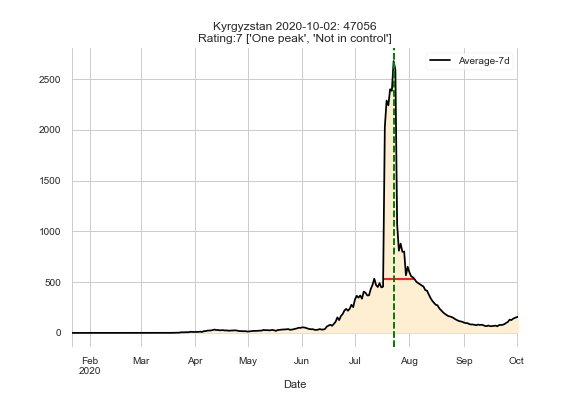 Kyrgyzstan 2020-10-02: 47056
Rating:7 ['One peak', 'Not in control']
Average-7d
2500
2000
1500
1000
500
0
Feb Mar Apr May Jun Jul Aug Sep Oct
2020
Date